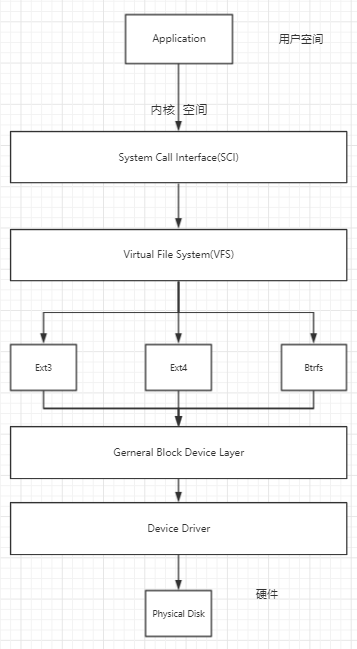 Application
用户空间
内核 空间
System Call Interface(SCI)
Virtual File System(VFS)
Ext3
Ext4
Btrfs
Gerneral Block Device Layer
Device Driver
硬件
Physical Disk